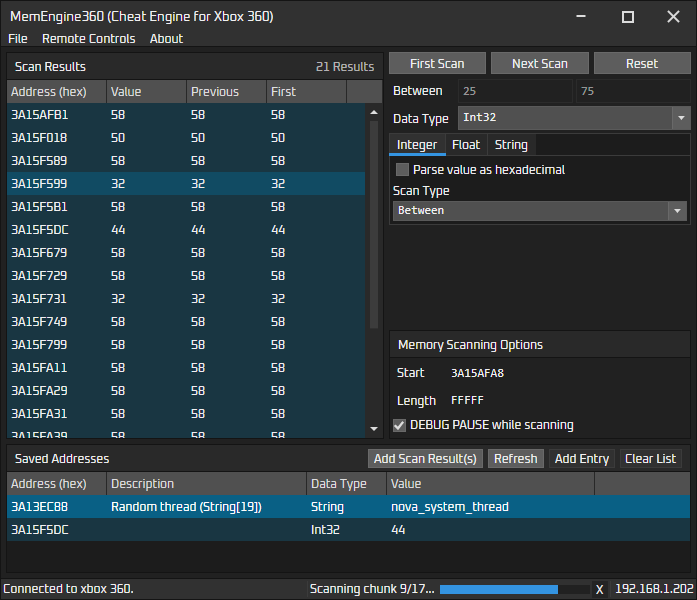 MemEngine360 (Cheat Engine for Xbox 360)
File Remote Controls About
Scan Results 21 Results
Address (hex) Value Previous First
3A15AFB1 58 58 58
3A15F018 50 50 50
3A15F589 58 58 58
3A15F599 32 32 32
3A15F5B1 58 58 58
3A15F5DC 44 44 44
3A15F679 58 58 58
3A15F729 58 58 58
3A15F731 32 32 32
3A15F749 58 58 58
3A15F799 58 58 58
3A15FA11 58 58 58
3A15FA29 58 58 58
3A15FA31 58 58 58
3A15FA39 58 58 58
First Scan Next Scan Reset
Between 25 75
Data Type Int32
Integer Float String
Parse value as hexadecimal
Scan Type
Between
Memory Scanning Options
Start 3A15AFA8
Length FFFFF
DEBUG PAUSE while scanning
Saved Addresses Add Scan Result(s) Refresh Add Entry Clear List
Address (hex) Description Data Type Value
3A13EC88 Random thread (String[19]) String nova_system_thread
3A15F5DC Int32 44
Connected to xbox 360. Scanning chunk 9/17... X 192.168.1.202